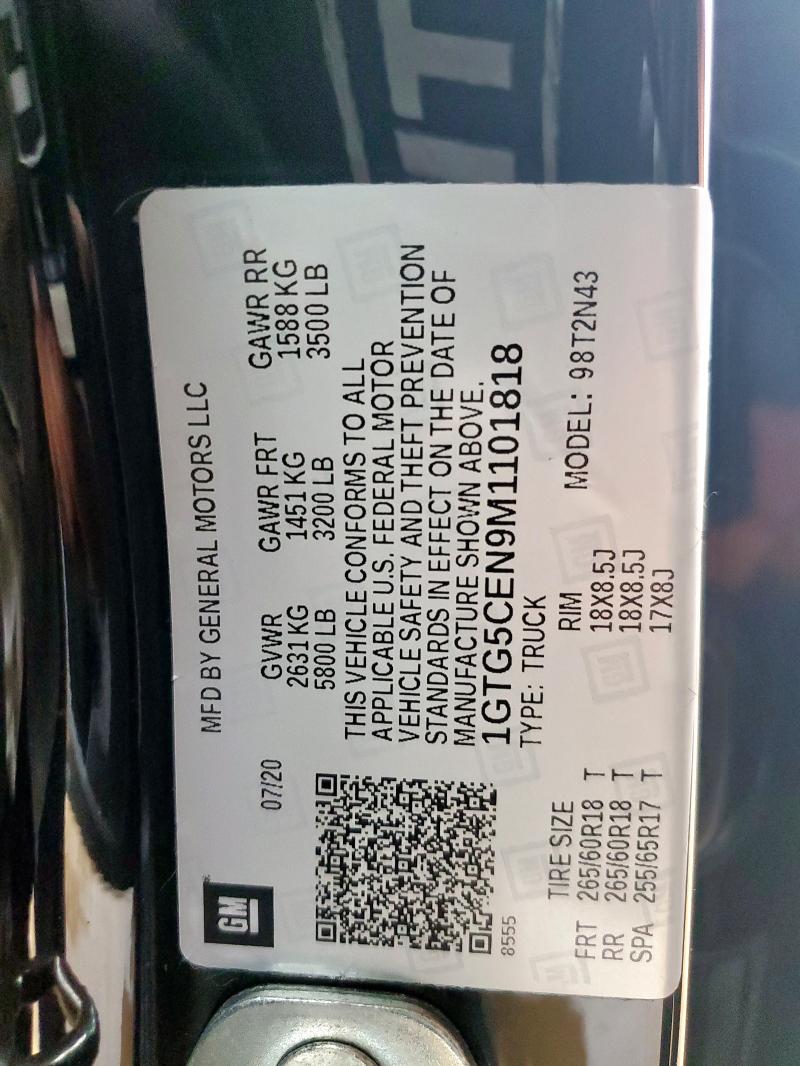 GM
MFD BY GENERAL MOTORS LLC
07/20
GVWR GAWR FRT GAWR RR
2631 KG 1451 KG 1588 KG
5800 LB 3200 LB 3500 LB
THIS VEHICLE CONFORMS TO ALL
APPLICABLE U.S. FEDERAL MOTOR
VEHICLE SAFETY AND THEFT PREVENTION
STANDARDS IN EFFECT ON THE DATE OF
MANUFACTURE SHOWN ABOVE.
1GTG5CEN9M1101818
8555
TYPE: TRUCK
TIRE SIZE RIM MODEL: 98T2N43
FRT 265/60R18 T 18X8.5J
RR 265/60R18 T 18X8.5J
SPA 255/65R17 T 17X8J